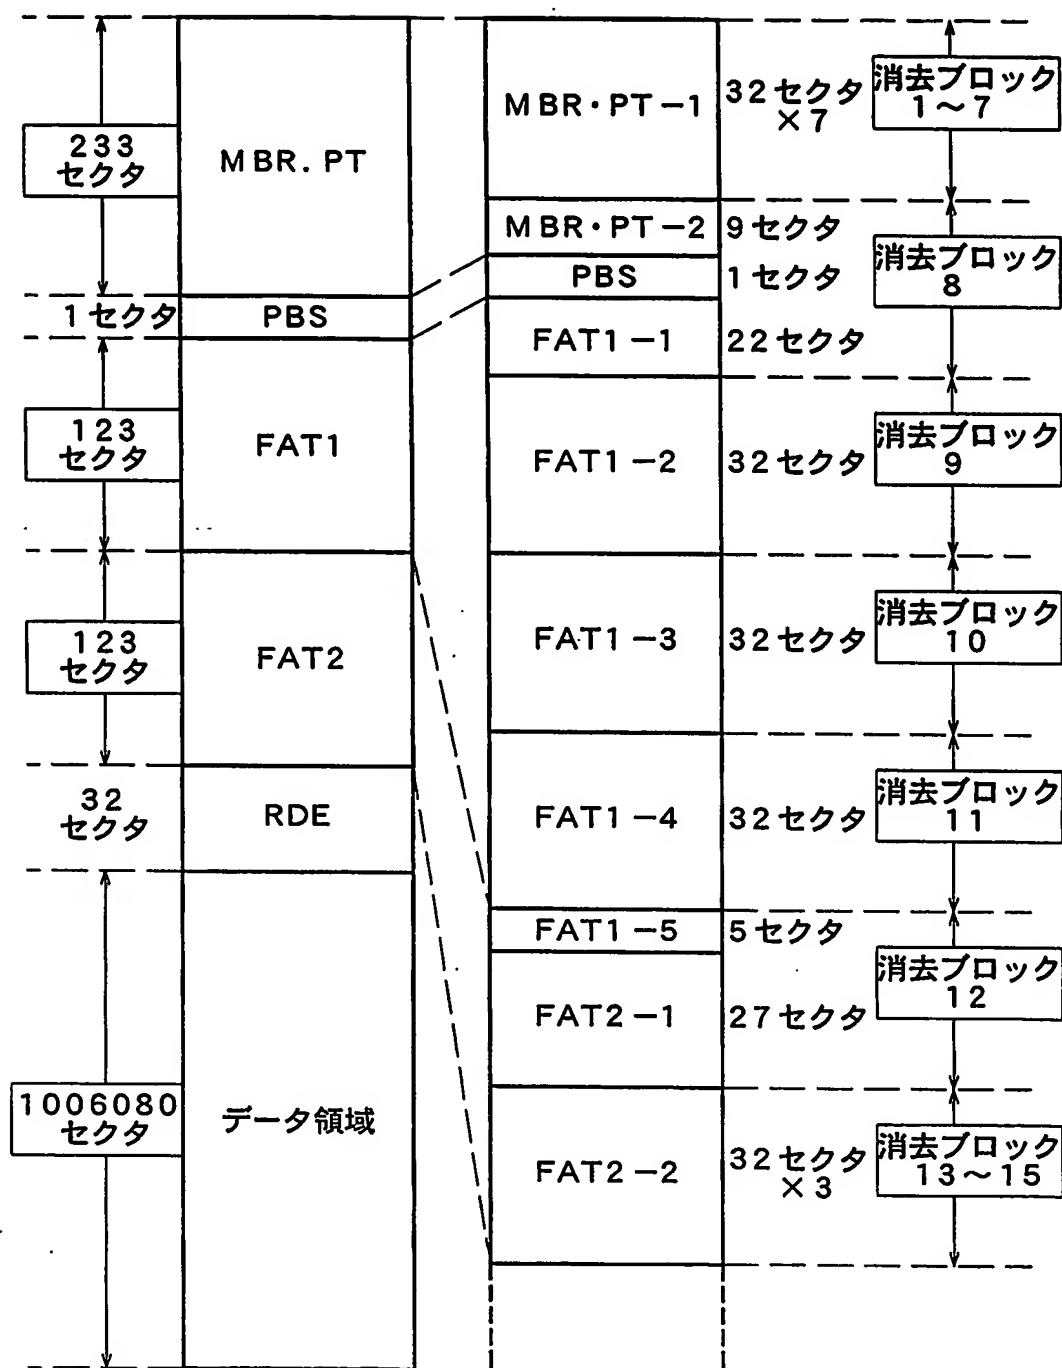 233
セクタ
MBR. PT
1セクタ
PBS
123
セクタ
FAT1
123
セクタ
FAT2
32
セクタ
RDE
1006080
セクタ
データ領域
MBR・PT-1
32セクタ
×7
消去ブロック
1~7
MBR・PT-2
9セクタ
PBS
1セクタ
消去ブロック
8
FAT1-1
22セクタ
FAT1-2
32セクタ
消去ブロック
9
FAT1-3
32セクタ
消去ブロック
10
FAT1-4
32セクタ
消去ブロック
11
FAT1-5
5セクタ
消去ブロック
12
FAT2-1
27セクタ
FAT2-2
32セクタ
×3
消去ブロック
13~15